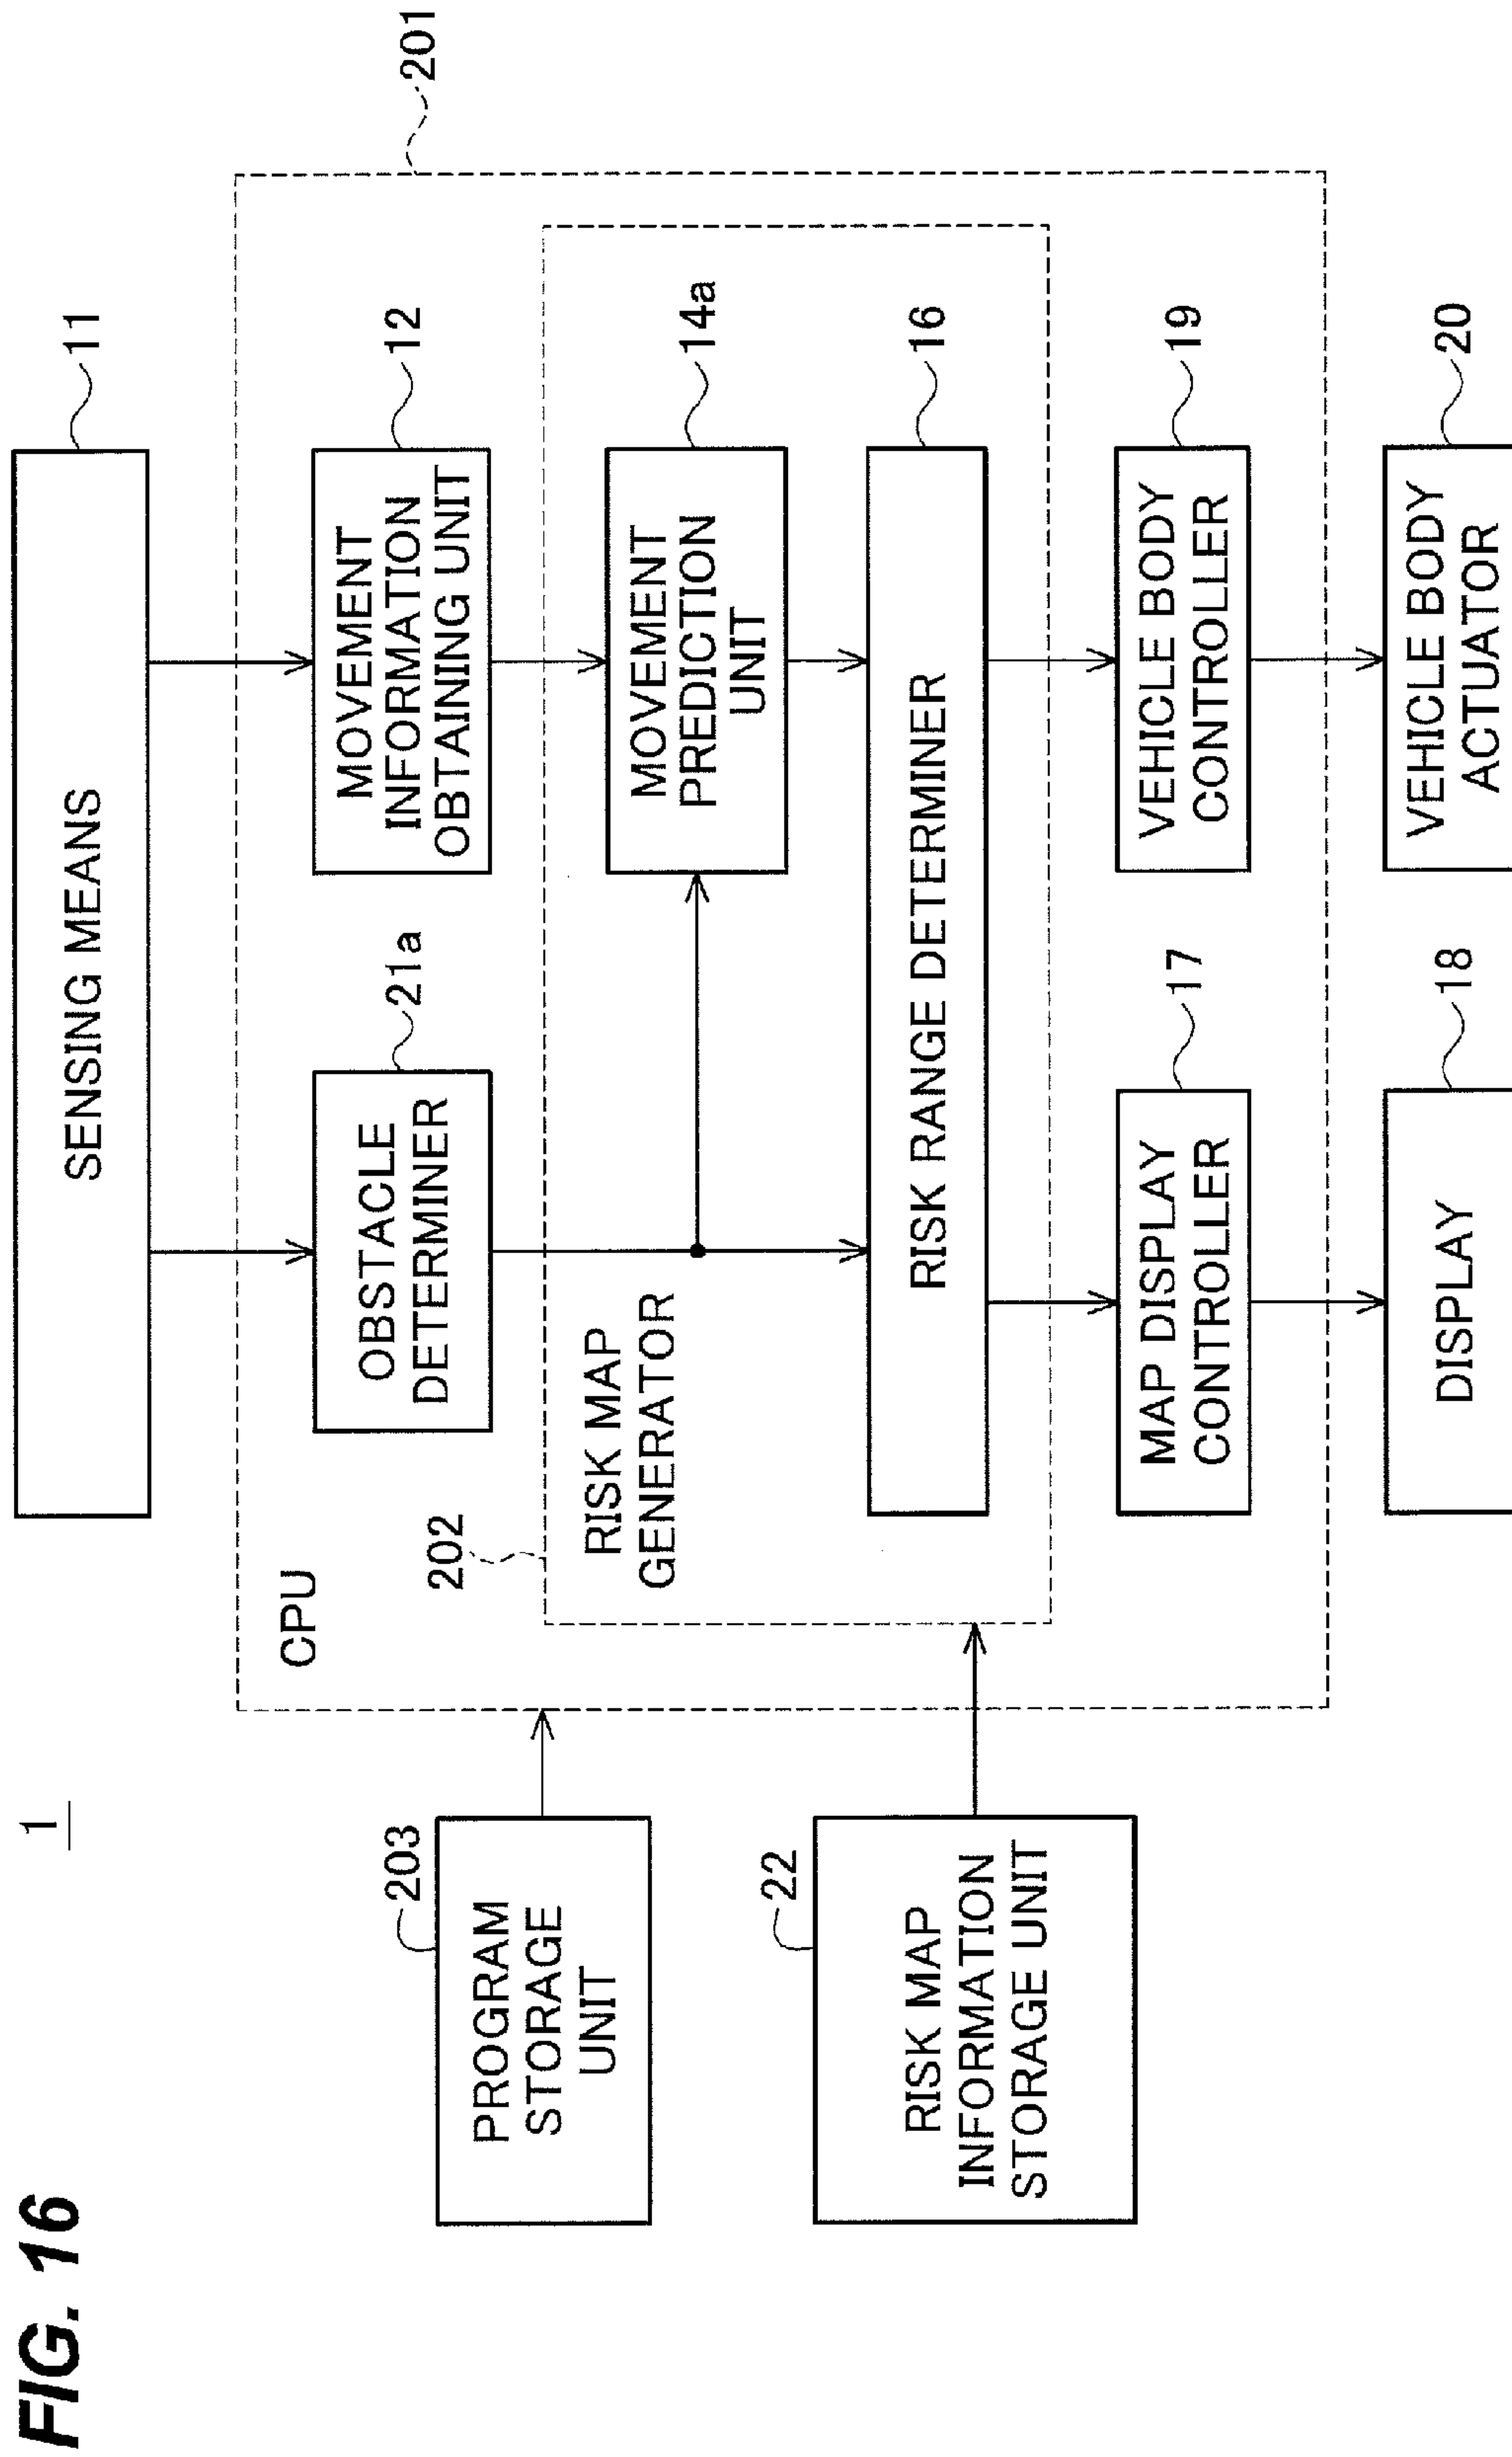 FIG. 16
1
SENSING MEANS
11
CPU
201
OBSTACLE
DETERMINER
21a
MOVEMENT
INFORMATION
OBTAINING UNIT
12
PROGRAM
STORAGE
UNIT
203
202
RISK MAP
GENERATOR
MOVEMENT
PREDICTION
UNIT
14a
RISK MAP
INFORMATION
STORAGE UNIT
22
RISK RANGE DETERMINER
16
MAP DISPLAY
CONTROLLER
17
VEHICLE BODY
CONTROLLER
19
DISPLAY
18
VEHICLE BODY
ACTUATOR
20